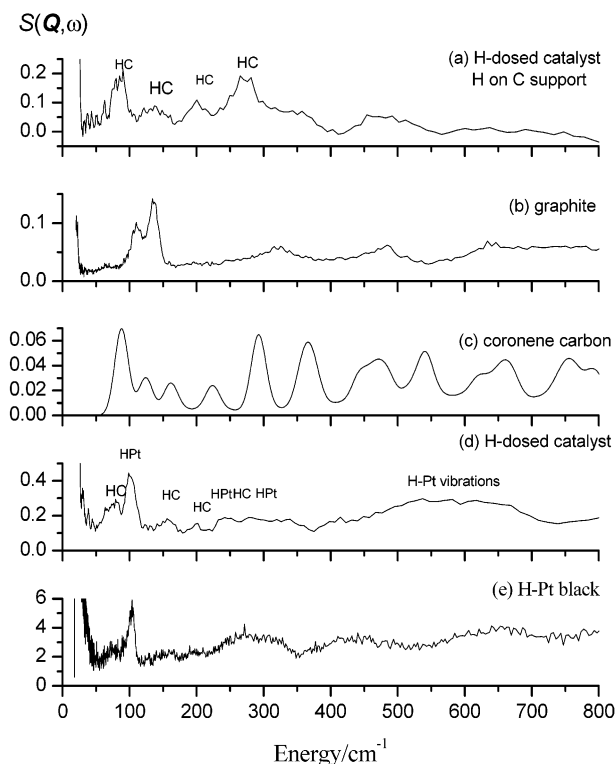 S(Q,ω)
(a) H-dosed catalyst
H on C support
HC
HC
HC
HC
0.2
0.1
0.0
(b) graphite
0.1
0.0
(c) coronene carbon
0.06
0.04
0.02
0.00
(d) H-dosed catalyst
HPt
HC
HC
HC
HPtHC HPt
H-Pt vibrations
0.4
0.2
0.0
(e) H-Pt black
6
4
2
0
0 100 200 300 400 500 600 700 800
Energy/cm-1